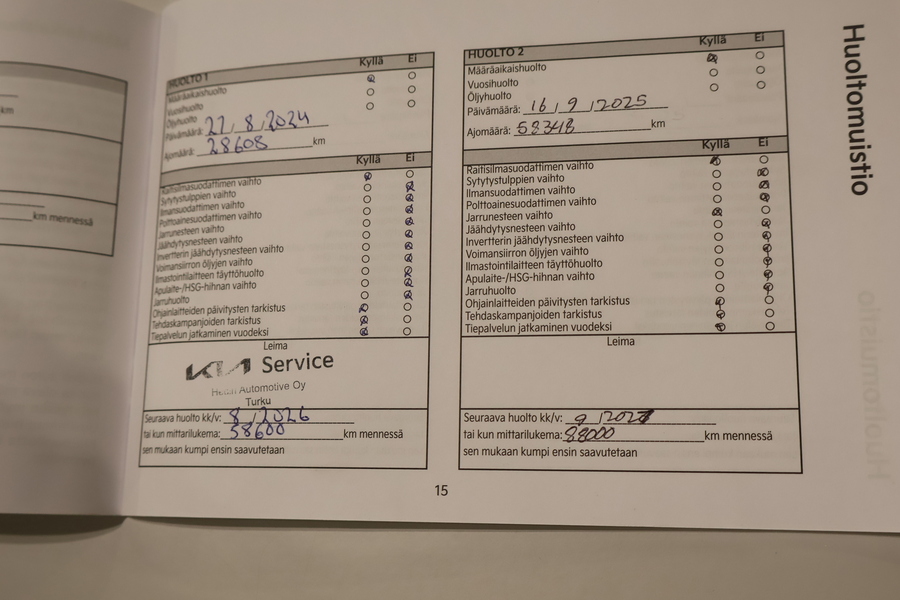 km
km mennessä
HUOLTO 1 Kyllä Ei
Määräaikaishuolto
Vuosihuolto
Öljyhuolto
Päivämäärä: 22/8/2024
Ajomäärä: 28608 km
Kyllä Ei
Raitisilmasuodattimen vaihto
Sytytystulppien vaihto
Ilmansuodattimen vaihto
Polttoainesuodattimen vaihto
Jarrunesteen vaihto
Jäähdytysnesteen vaihto
Invertterin jäähdytysnesteen vaihto
Voimansiirron öljyjen vaihto
Ilmastointilaitteen täyttöhuolto
Apulaite-/HSG-hihnan vaihto
Jarruhuolto
Ohjainlaitteiden päivitysten tarkistus
Tehdaskampanjoiden tarkistus
Tiepalvelun jatkaminen vuodeksi
Leima
KIA Service
Automotive Oy
Turku
Seuraava huolto kk/v: 8/2026
tai kun mittarilukema: 58600 km mennessä
sen mukaan kumpi ensin saavutetaan
HUOLTO 2 Kyllä Ei
Määräaikaishuolto
Vuosihuolto
Öljyhuolto
Päivämäärä: 16/9/2025
Ajomäärä: 58348 km
Kyllä Ei
Raitisilmasuodattimen vaihto
Sytytystulppien vaihto
Ilmansuodattimen vaihto
Polttoainesuodattimen vaihto
Jarrunesteen vaihto
Jäähdytysnesteen vaihto
Invertterin jäähdytysnesteen vaihto
Voimansiirron öljyjen vaihto
Ilmastointilaitteen täyttöhuolto
Apulaite-/HSG-hihnan vaihto
Jarruhuolto
Ohjainlaitteiden päivitysten tarkistus
Tehdaskampanjoiden tarkistus
Tiepalvelun jatkaminen vuodeksi
Leima
Seuraava huolto kk/v: 9/2027
tai kun mittarilukema: 88000 km mennessä
sen mukaan kumpi ensin saavutetaan
Huoltomuistio
15